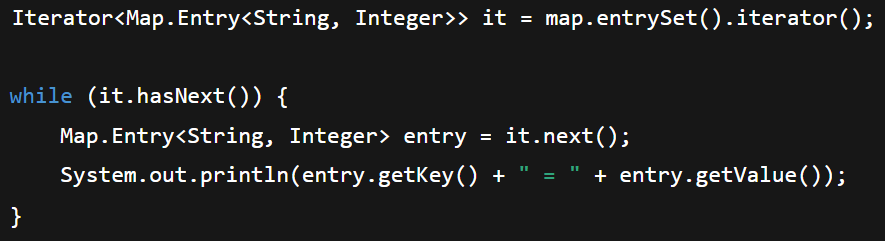 Iterator<Map.Entry<String, Integer>> it = map.entrySet().iterator();
while (it.hasNext()) {
    Map.Entry<String, Integer> entry = it.next();
    System.out.println(entry.getKey() + " = " + entry.getValue());
}